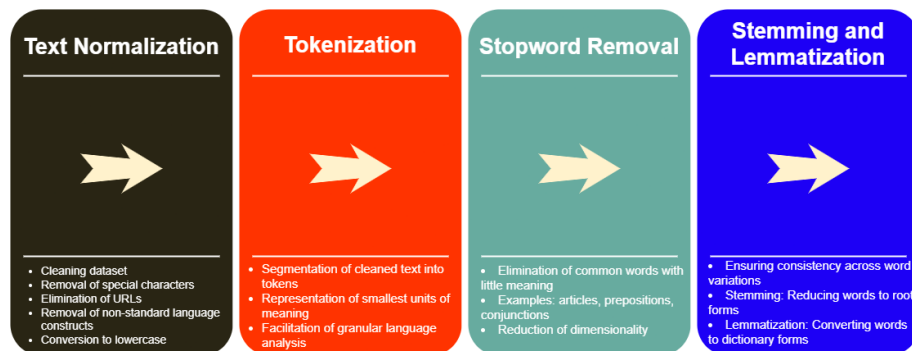 Text Normalization
• Cleaning dataset
• Removal of special characters
• Elimination of URLs
• Removal of non-standard language
constructs
• Conversion to lowercase
Tokenization
• Segmentation of cleaned text into
tokens
• Representation of smallest units of
meaning
• Facilitation of granular language
analysis
Stopword Removal
• Elimination of common words with
little meaning
• Examples: articles, prepositions,
conjunctions
• Reduction of dimensionality
Stemming and
Lemmatization
• Ensuring consistency across word
variations
• Stemming: Reducing words to root
forms
• Lemmatization: Converting words
to dictionary forms